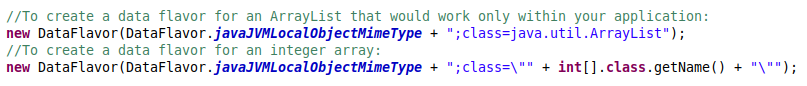 //To create a data flavor for an ArrayList that would work only within your application:
new DataFlavor(DataFlavor.javaJVMLocalObjectMimeType + ";class=java.util.ArrayList");
//To create a data flavor for an integer array:
new DataFlavor(DataFlavor.javaJVMLocalObjectMimeType + ";class=\"" + int[].class.getName() + "\"");